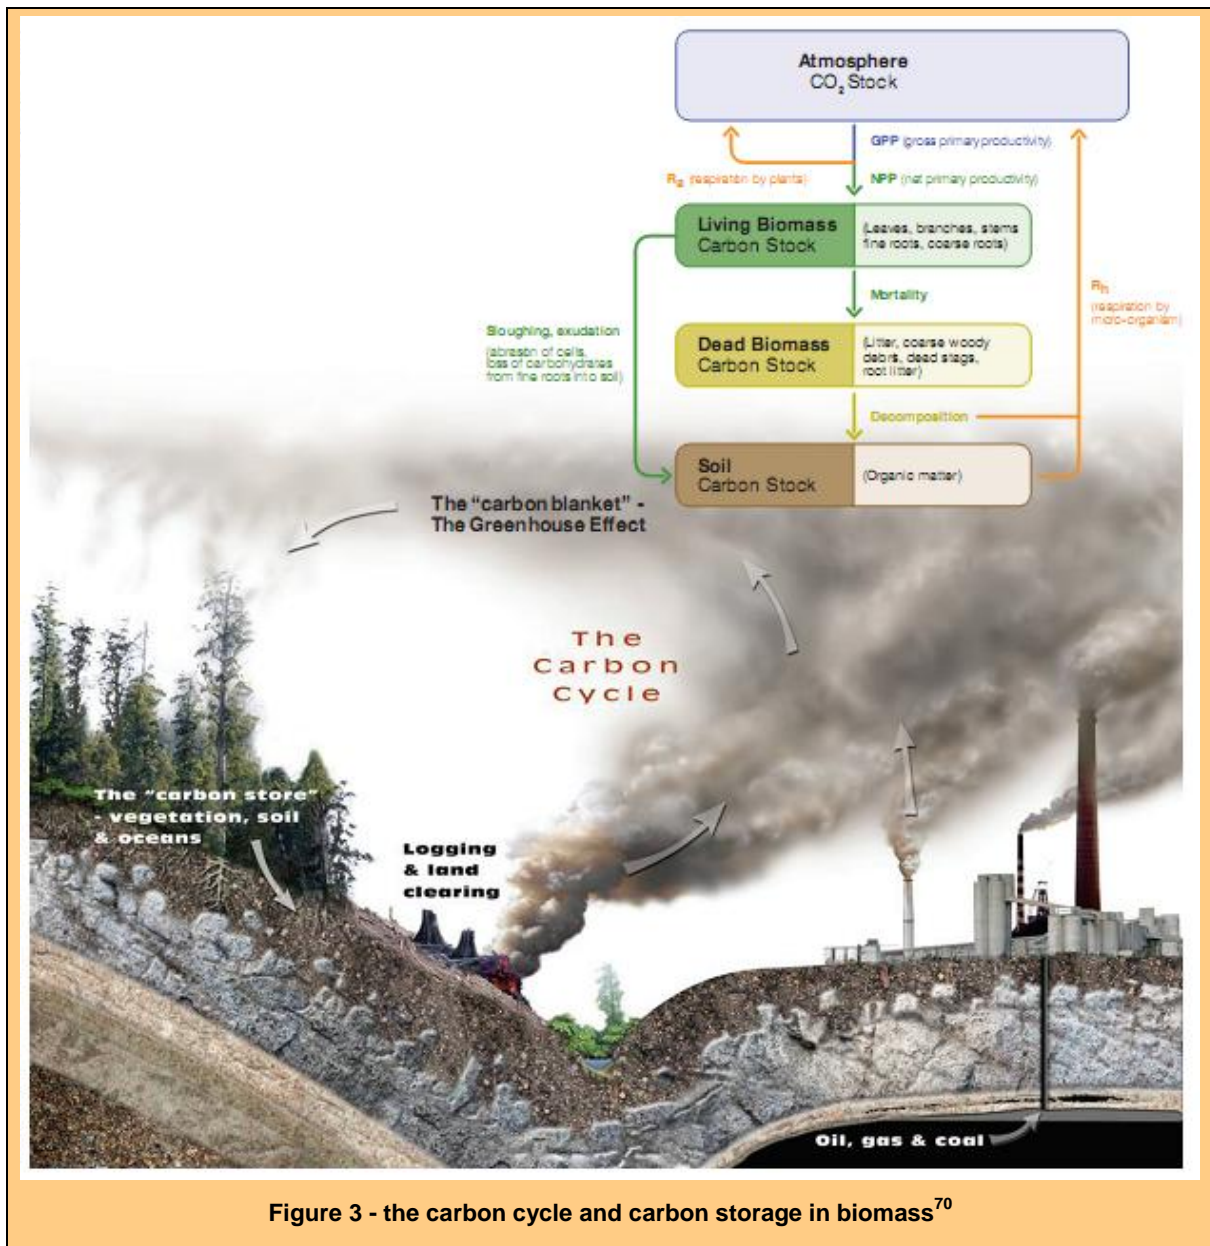 Atmosphere
CO₂ Stock
GPP (gross primary productivity)
Rₐ (respiration by plants)
NPP (net primary productivity)
Living Biomass
Carbon Stock
(Leaves, branches, stems
fine roots, coarse roots)
Mortality
Rₕ
(respiration by
micro-organism)
Sloughing, exudation
(abrasion of cells,
loss of carbohydrates
from fine roots into soil)
Dead Biomass
Carbon Stock
(Litter, coarse woody
debris, dead stags,
root litter)
Decomposition
Soil
Carbon Stock
(Organic matter)
The “carbon blanket” -
The Greenhouse Effect
The
Carbon
Cycle
The “carbon store”
- vegetation, soil
& oceans
Logging
& land
clearing
Oil, gas & coal
Figure 3 - the carbon cycle and carbon storage in biomass⁷⁰